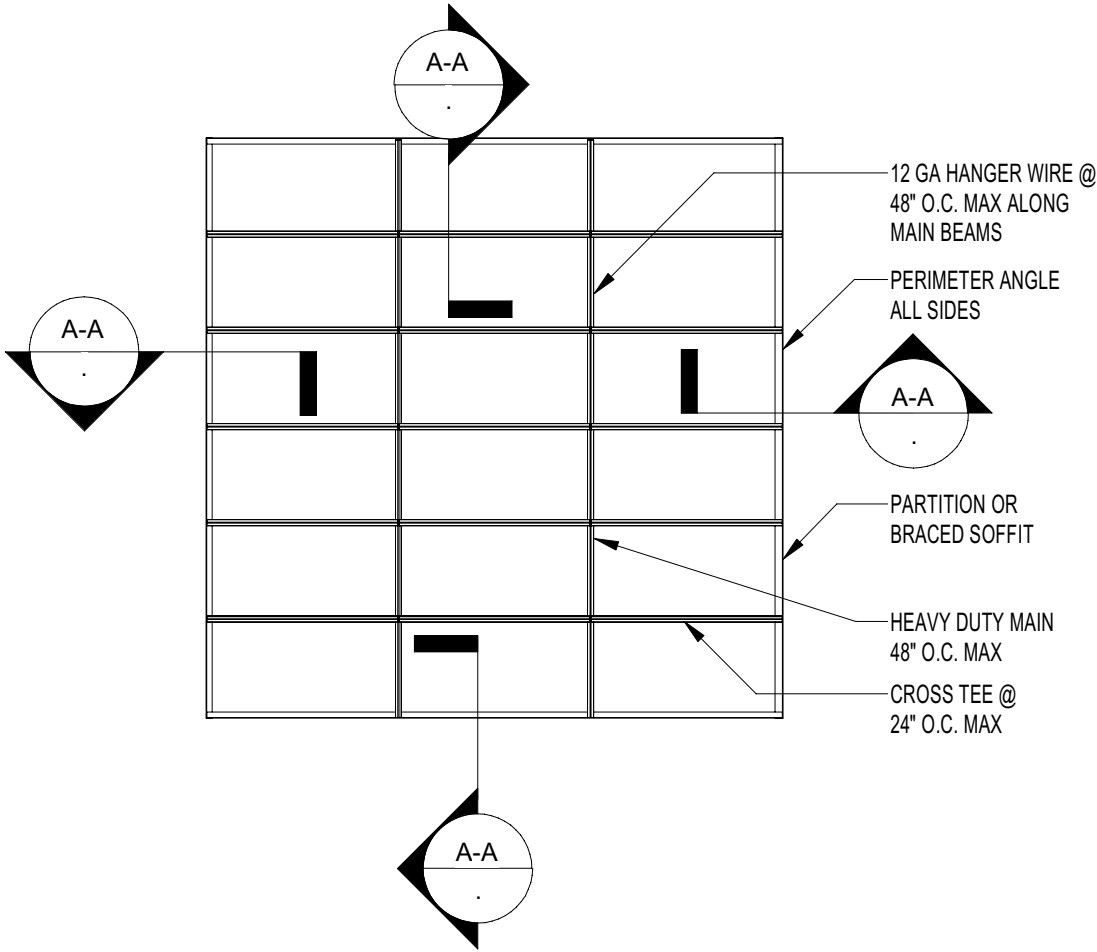 A-A
.
12 GA HANGER WIRE @
48" O.C. MAX ALONG
MAIN BEAMS
PERIMETER ANGLE
ALL SIDES
A-A
.
A-A
.
PARTITION OR
BRACED SOFFIT
HEAVY DUTY MAIN
48" O.C. MAX
CROSS TEE @
24" O.C. MAX
A-A
.